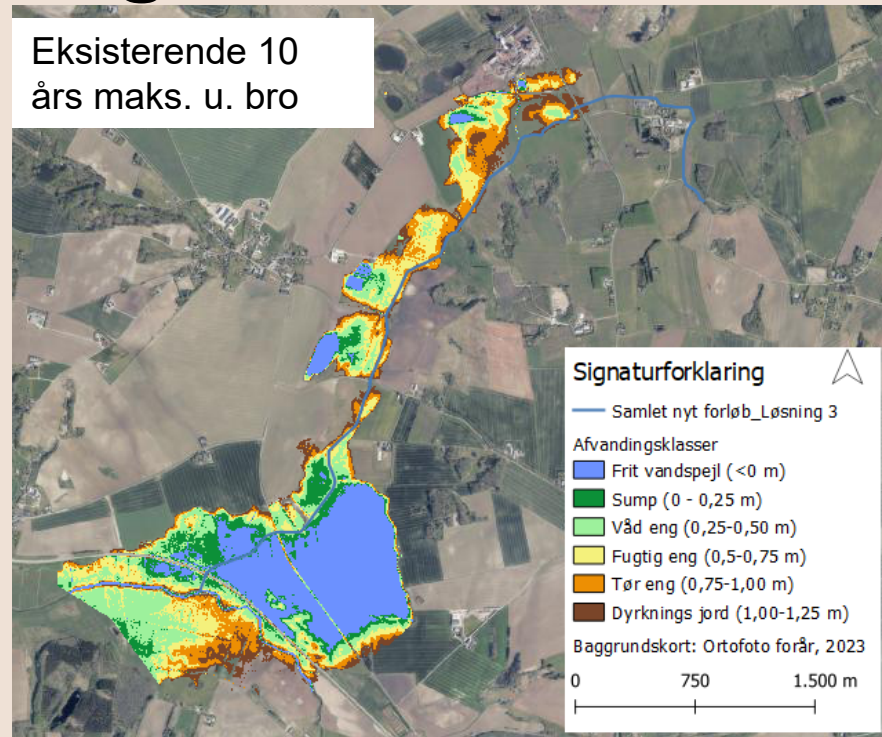 Eksisterende 10
års maks. u. bro
Signaturforklaring
Samlet nyt forløb_Løsning 3
Afvandingsklasser
Frit vandspejl (<0 m)
Sump (0 - 0,25 m)
Våd eng (0,25-0,50 m)
Fugtig eng (0,5-0,75 m)
Tør eng (0,75-1,00 m)
Dyrknings jord (1,00-1,25 m)
Baggrundskort: Ortofoto forår, 2023
0 750 1.500 m